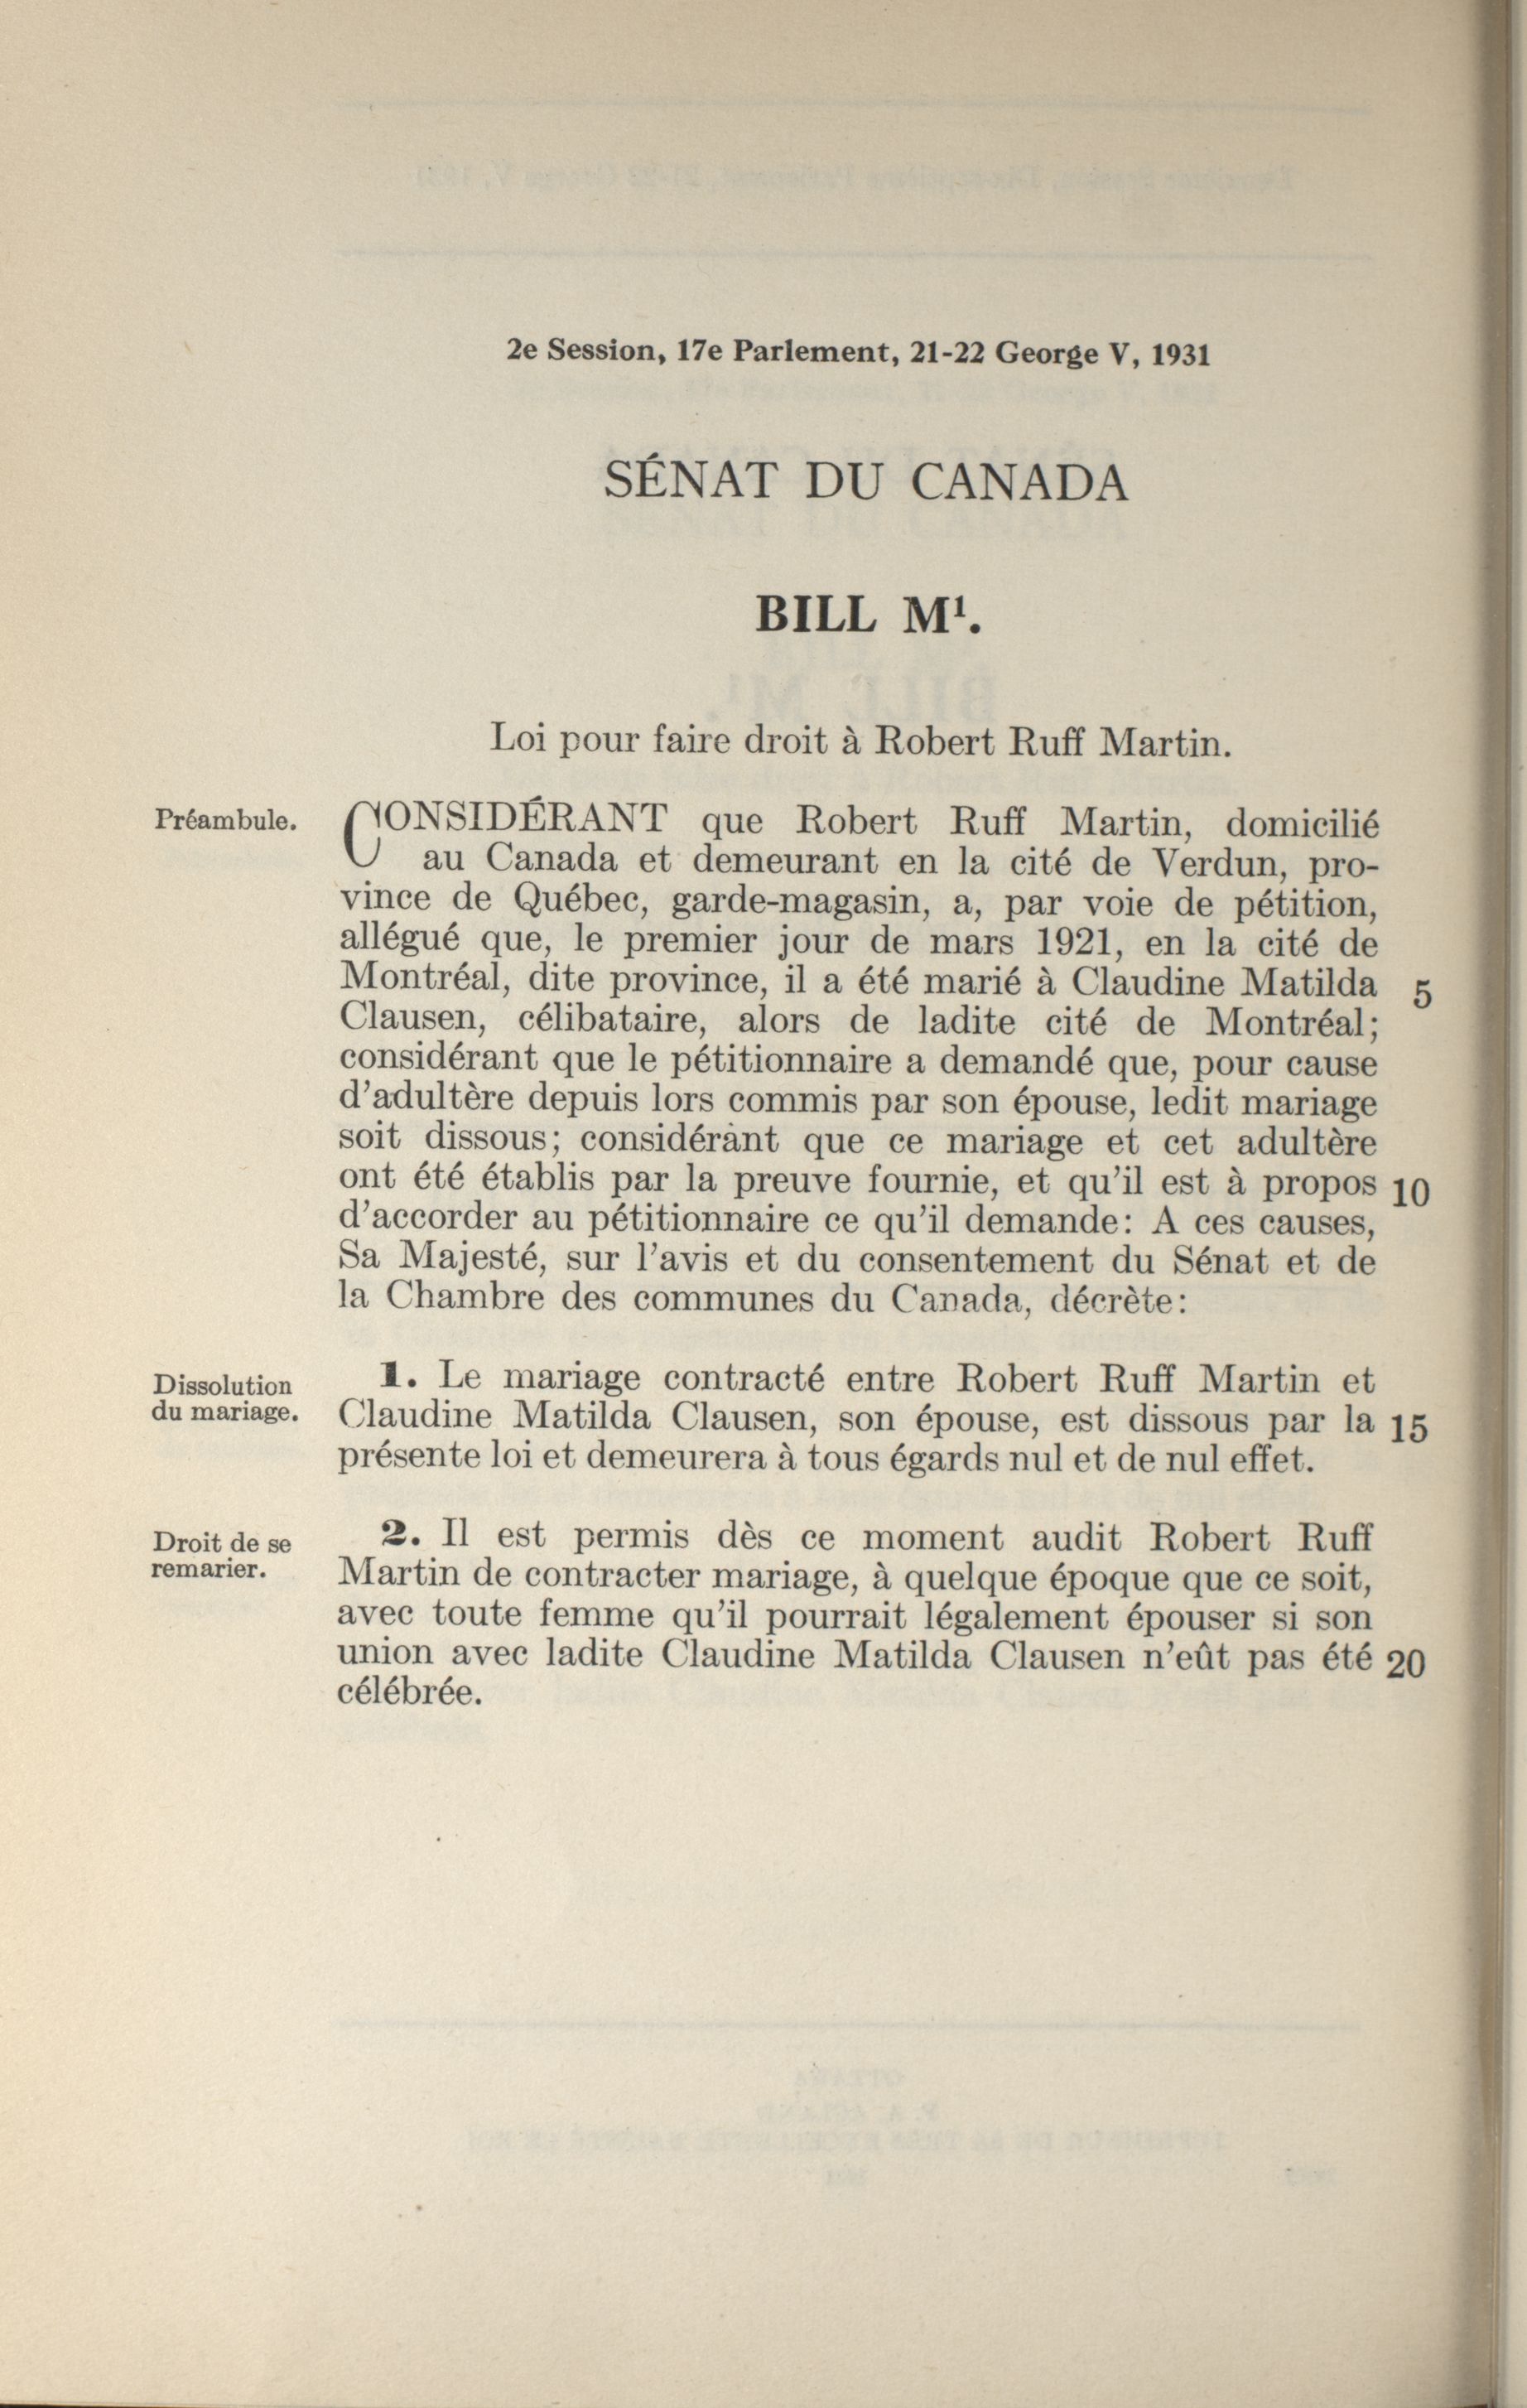 2e Session, 17e Parlement, 21-22 George V, 1931
SÉNAT DU CANADA
BILL M¹.
Loi pour faire droit à Robert Ruff Martin.
Préambule.
CONSIDÉRANT que Robert Ruff Martin, domicilié
au Canada et demeurant en la cité de Verdun, pro-
vince de Québec, garde-magasin, a, par voie de pétition,
allégué que, le premier jour de mars 1921, en la cité de
Montréal, dite province, il a été marié à Claudine Matilda 5
Clausen, célibataire, alors de ladite cité de Montréal;
considérant que le pétitionnaire a demandé que, pour cause
d'adultère depuis lors commis par son épouse, ledit mariage
soit dissous; considérant que ce mariage et cet adultère
ont été établis par la preuve fournie, et qu'il est à propos 10
d'accorder au pétitionnaire ce qu'il demande: A ces causes,
Sa Majesté, sur l'avis et du consentement du Sénat et de
la Chambre des communes du Canada, décrète:
Dissolution
du mariage.
1. Le mariage contracté entre Robert Ruff Martin et
Claudine Matilda Clausen, son épouse, est dissous par la 15
présente loi et demeurera à tous égards nul et de nul effet.
Droit de se
remarier.
2. Il est permis dès ce moment audit Robert Ruff
Martin de contracter mariage, à quelque époque que ce soit,
avec toute femme qu'il pourrait légalement épouser si son
union avec ladite Claudine Matilda Clausen n'eût pas été 20
célébrée.